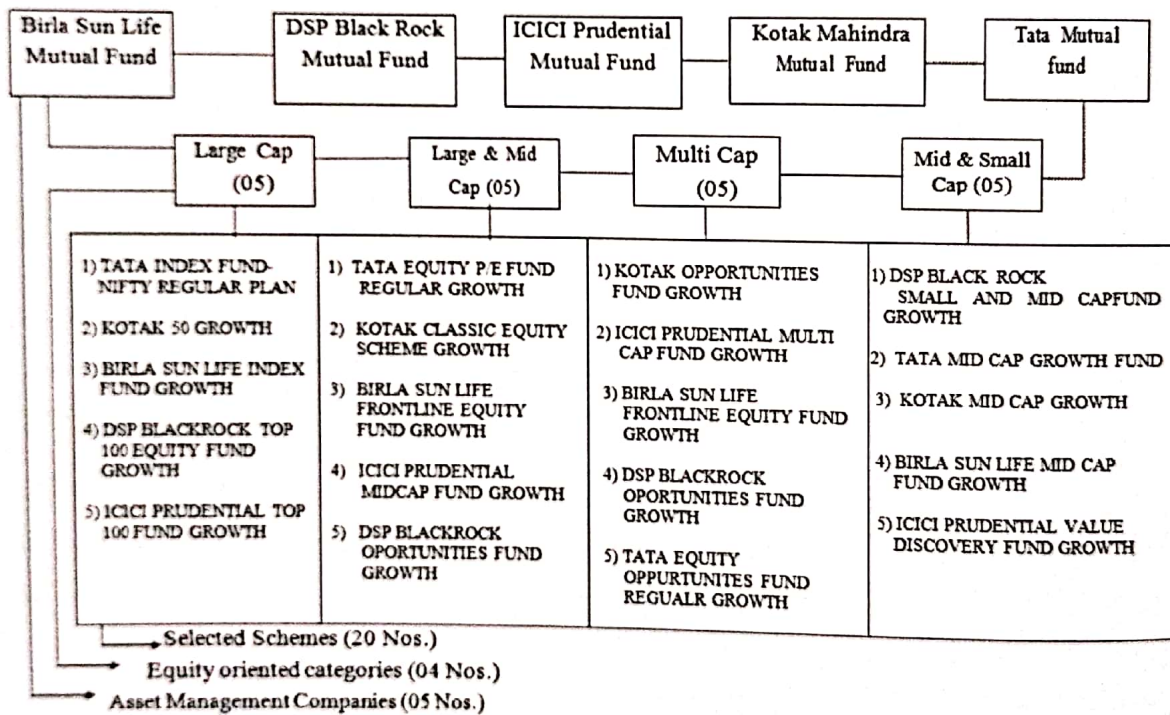 Birla Sun Life
Mutual Fund
DSP Black Rock
Mutual Fund
ICICI Prudential
Mutual Fund
Kotak Mahindra
Mutual Fund
Tata Mutual
fund
Large Cap
(05)
Large & Mid
Cap (05)
Multi Cap
(05)
Mid & Small
Cap (05)
1) TATA INDEX FUND-
NIFTY REGULAR PLAN
2) KOTAK 50 GROWTH
3) BIRLA SUN LIFE INDEX
FUND GROWTH
4) DSP BLACKROCK TOP
100 EQUITY FUND
GROWTH
5) ICICI PRUDENTIAL TOP
100 FUND GROWTH
1) TATA EQUITY P/E FUND
REGULAR GROWTH
2) KOTAK CLASSIC EQUITY
SCHEME GROWTH
3) BIRLA SUN LIFE
FRONTLINE EQUITY
FUND GROWTH
4) ICICI PRUDENTIAL
MIDCAP FUND GROWTH
5) DSP BLACKROCK
OPORTUNITIES FUND
GROWTH
1) KOTAK OPPORTUNITIES
FUND GROWTH
2) ICICI PRUDENTIAL MULTI
CAP FUND GROWTH
3) BIRLA SUN LIFE
FRONTLINE EQUITY FUND
GROWTH
4) DSP BLACKROCK
OPORTUNITIES FUND
GROWTH
5) TATA EQUITY
OPPURTUNITES FUND
REGUALR GROWTH
1) DSP BLACK ROCK
SMALL AND MID CAPFUND
GROWTH
2) TATA MID CAP GROWTH FUND
3) KOTAK MID CAP GROWTH
4) BIRLA SUN LIFE MID CAP
FUND GROWTH
5) ICICI PRUDENTIAL VALUE
DISCOVERY FUND GROWTH
Selected Schemes (20 Nos.)
Equity oriented categories (04 Nos.)
Asset Management Companies (05 Nos.)